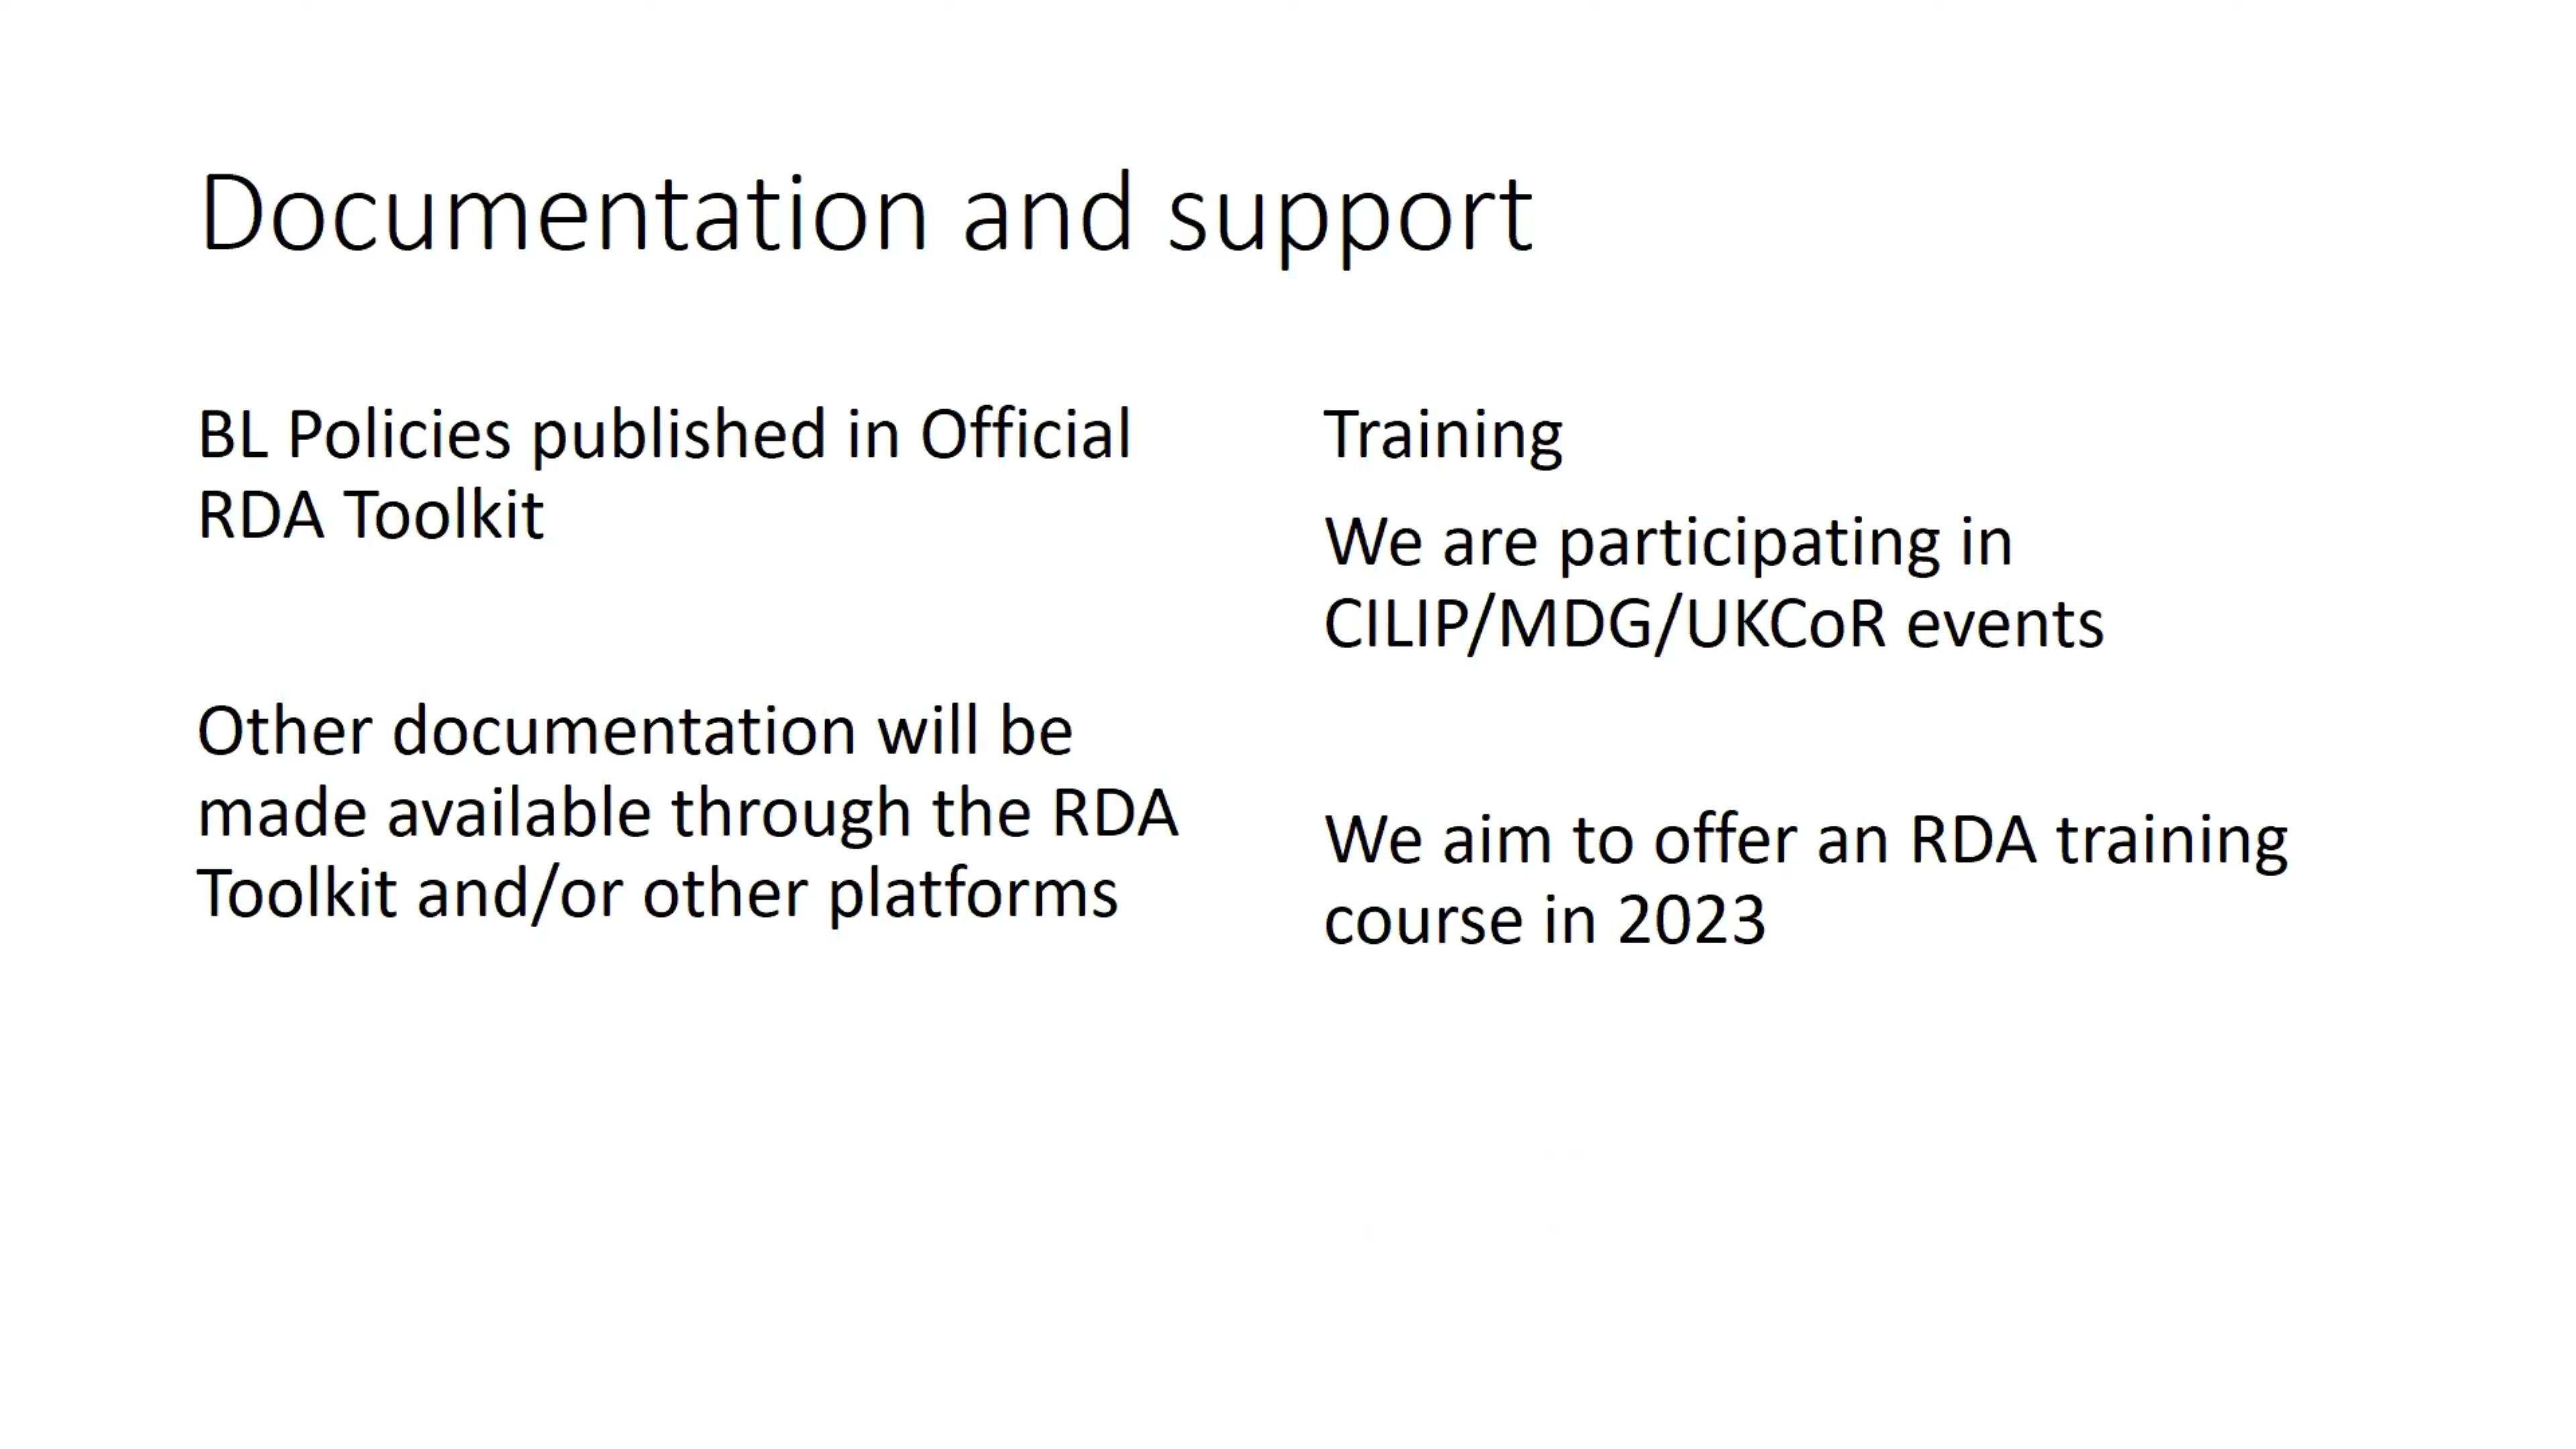 Documentation and support
BL Policies published in Official
RDA Toolkit
Other documentation will be
made available through the RDA
Toolkit and/or other platforms
Training
We are participating in
CILIP/MDG/UKCoR events
We aim to offer an RDA training
course in 2023